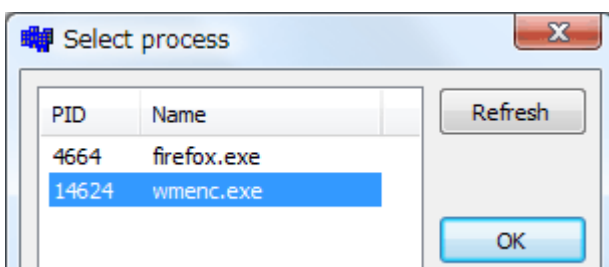 Select process
PID Name
Refresh
4664 firefox.exe
14624 wmenc.exe
OK